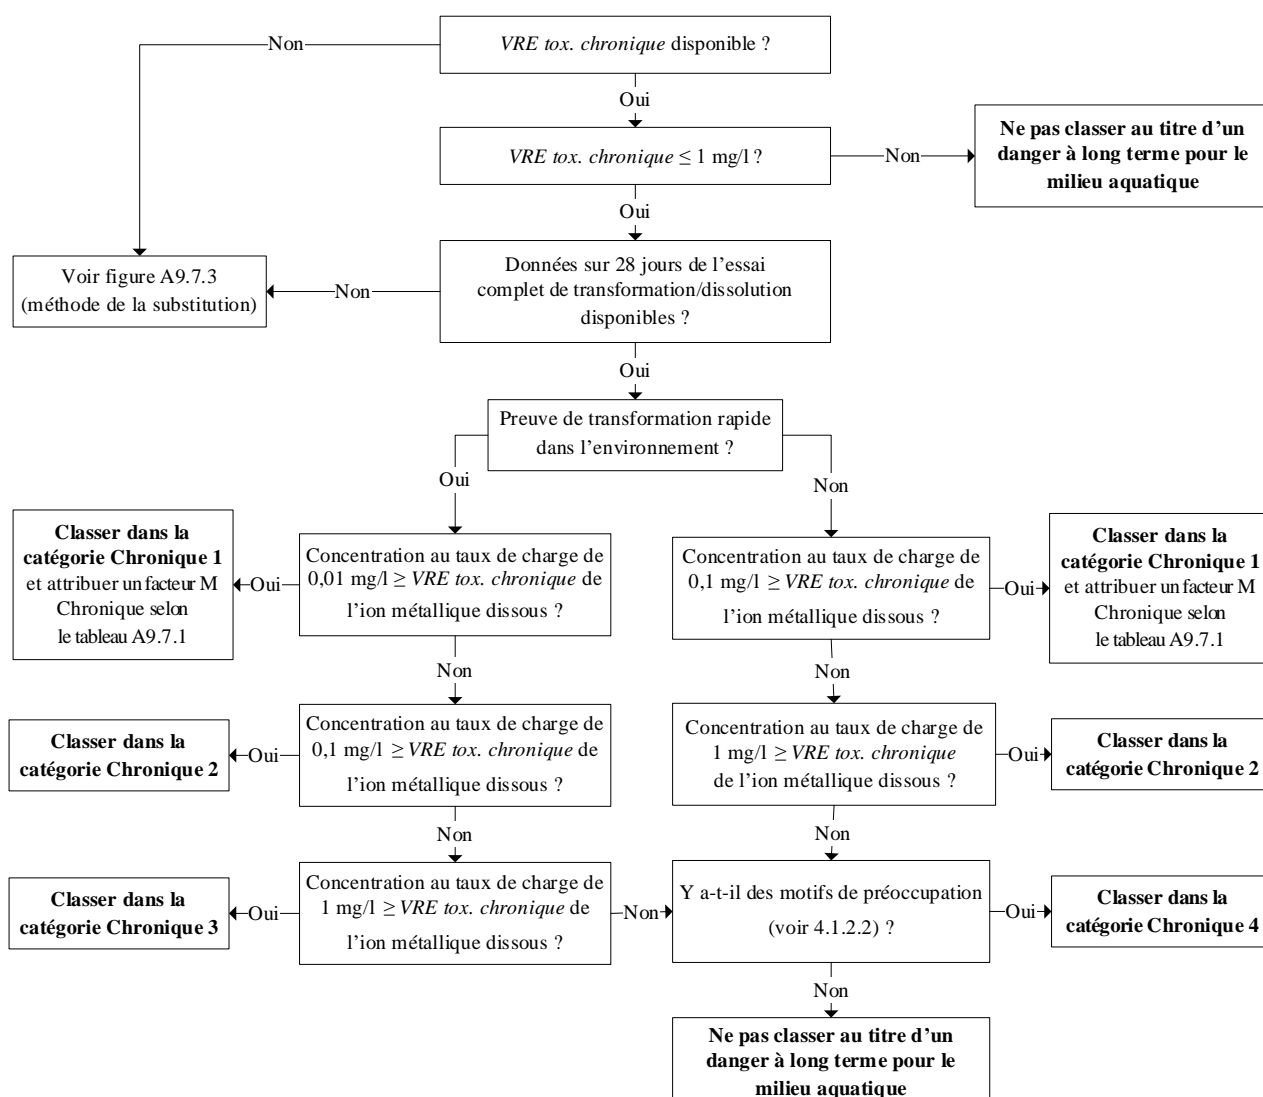 Non
VRE tox. chronique disponible ?
Oui
VRE tox. chronique ≤ 1 mg/l ?
Non
Ne pas classer au titre d’un
danger à long terme pour le
milieu aquatique
Oui
Voir figure A9.7.3
(méthode de la substitution)
Non
Données sur 28 jours de l’essai
complet de transformation/dissolution
disponibles ?
Oui
Preuve de transformation rapide
dans l’environnement ?
Oui
Non
Classer dans la
catégorie Chronique 1
et attribuer un facteur M
Chronique selon
le tableau A9.7.1
Oui
Concentration au taux de charge de
0,01 mg/l ≥ VRE tox. chronique de
l’ion métallique dissous ?
Concentration au taux de charge de
0,1 mg/l ≥ VRE tox. chronique de
l’ion métallique dissous ?
Oui
Classer dans la
catégorie Chronique 1
et attribuer un facteur M
Chronique selon
le tableau A9.7.1
Non
Non
Classer dans la
catégorie Chronique 2
Oui
Concentration au taux de charge de
0,1 mg/l ≥ VRE tox. chronique de
l’ion métallique dissous ?
Concentration au taux de charge de
1 mg/l ≥ VRE tox. chronique
de l’ion métallique dissous ?
Oui
Classer dans la
catégorie Chronique 2
Non
Non
Classer dans la
catégorie Chronique 3
Oui
Concentration au taux de charge de
1 mg/l ≥ VRE tox. chronique de
l’ion métallique dissous ?
Non
Y a-t-il des motifs de préoccupation
(voir 4.1.2.2) ?
Oui
Classer dans la
catégorie Chronique 4
Non
Ne pas classer au titre d’un
danger à long terme pour le
milieu aquatique